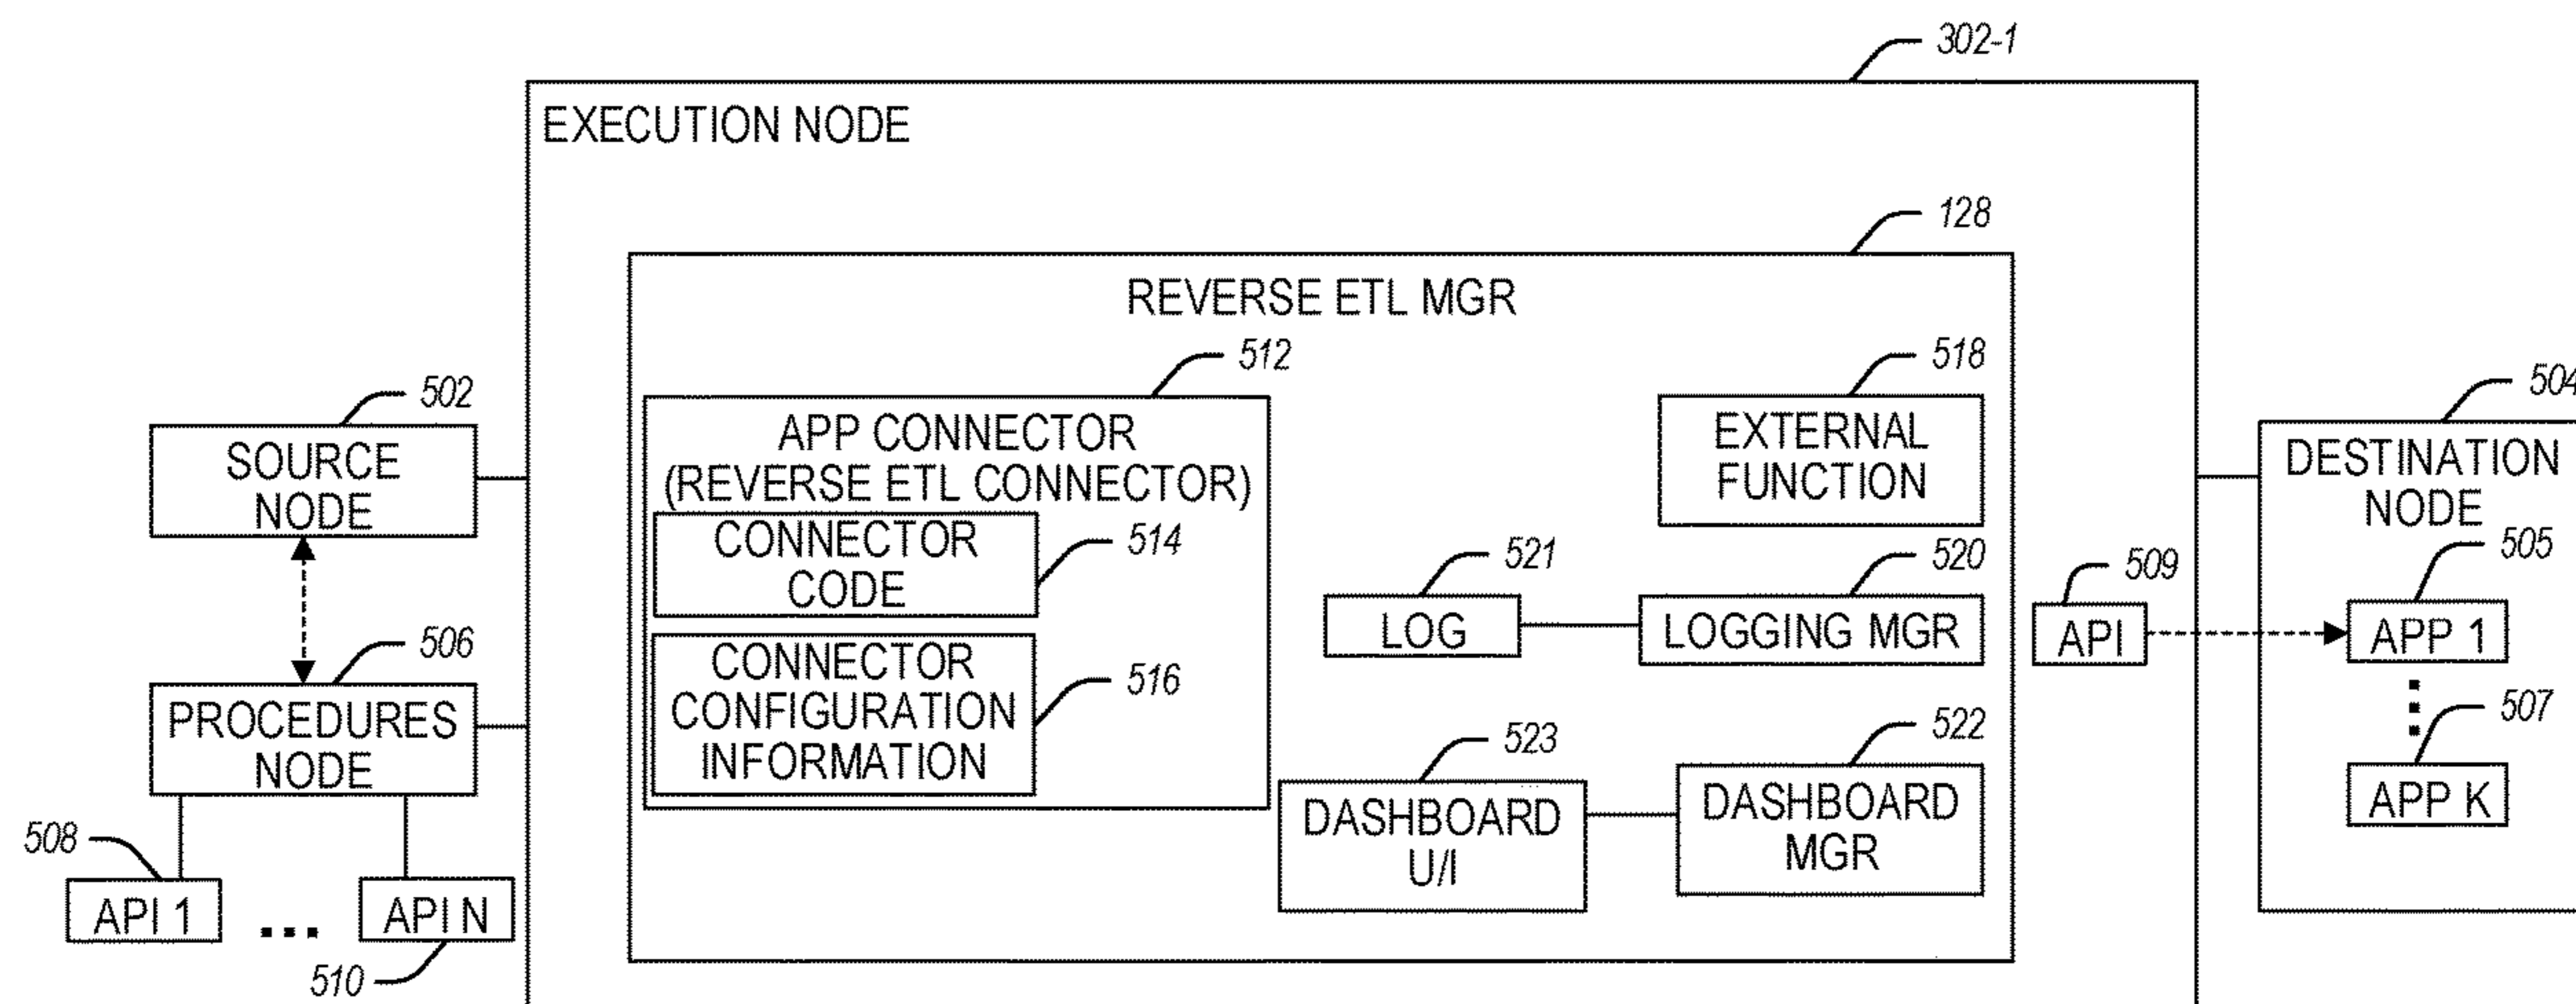 302-1
EXECUTION NODE
128
REVERSE ETL MGR
512
518
502
504
SOURCE
NODE
APP CONNECTOR
(REVERSE ETL CONNECTOR)
EXTERNAL
FUNCTION
DESTINATION
NODE
CONNECTOR
CODE
514
521
520
509
505
LOG
LOGGING MGR
API
APP 1
506
PROCEDURES
NODE
CONNECTOR
CONFIGURATION
INFORMATION
516
523
522
507
DASHBOARD
U/I
DASHBOARD
MGR
APP K
508
API 1
...
API N
510